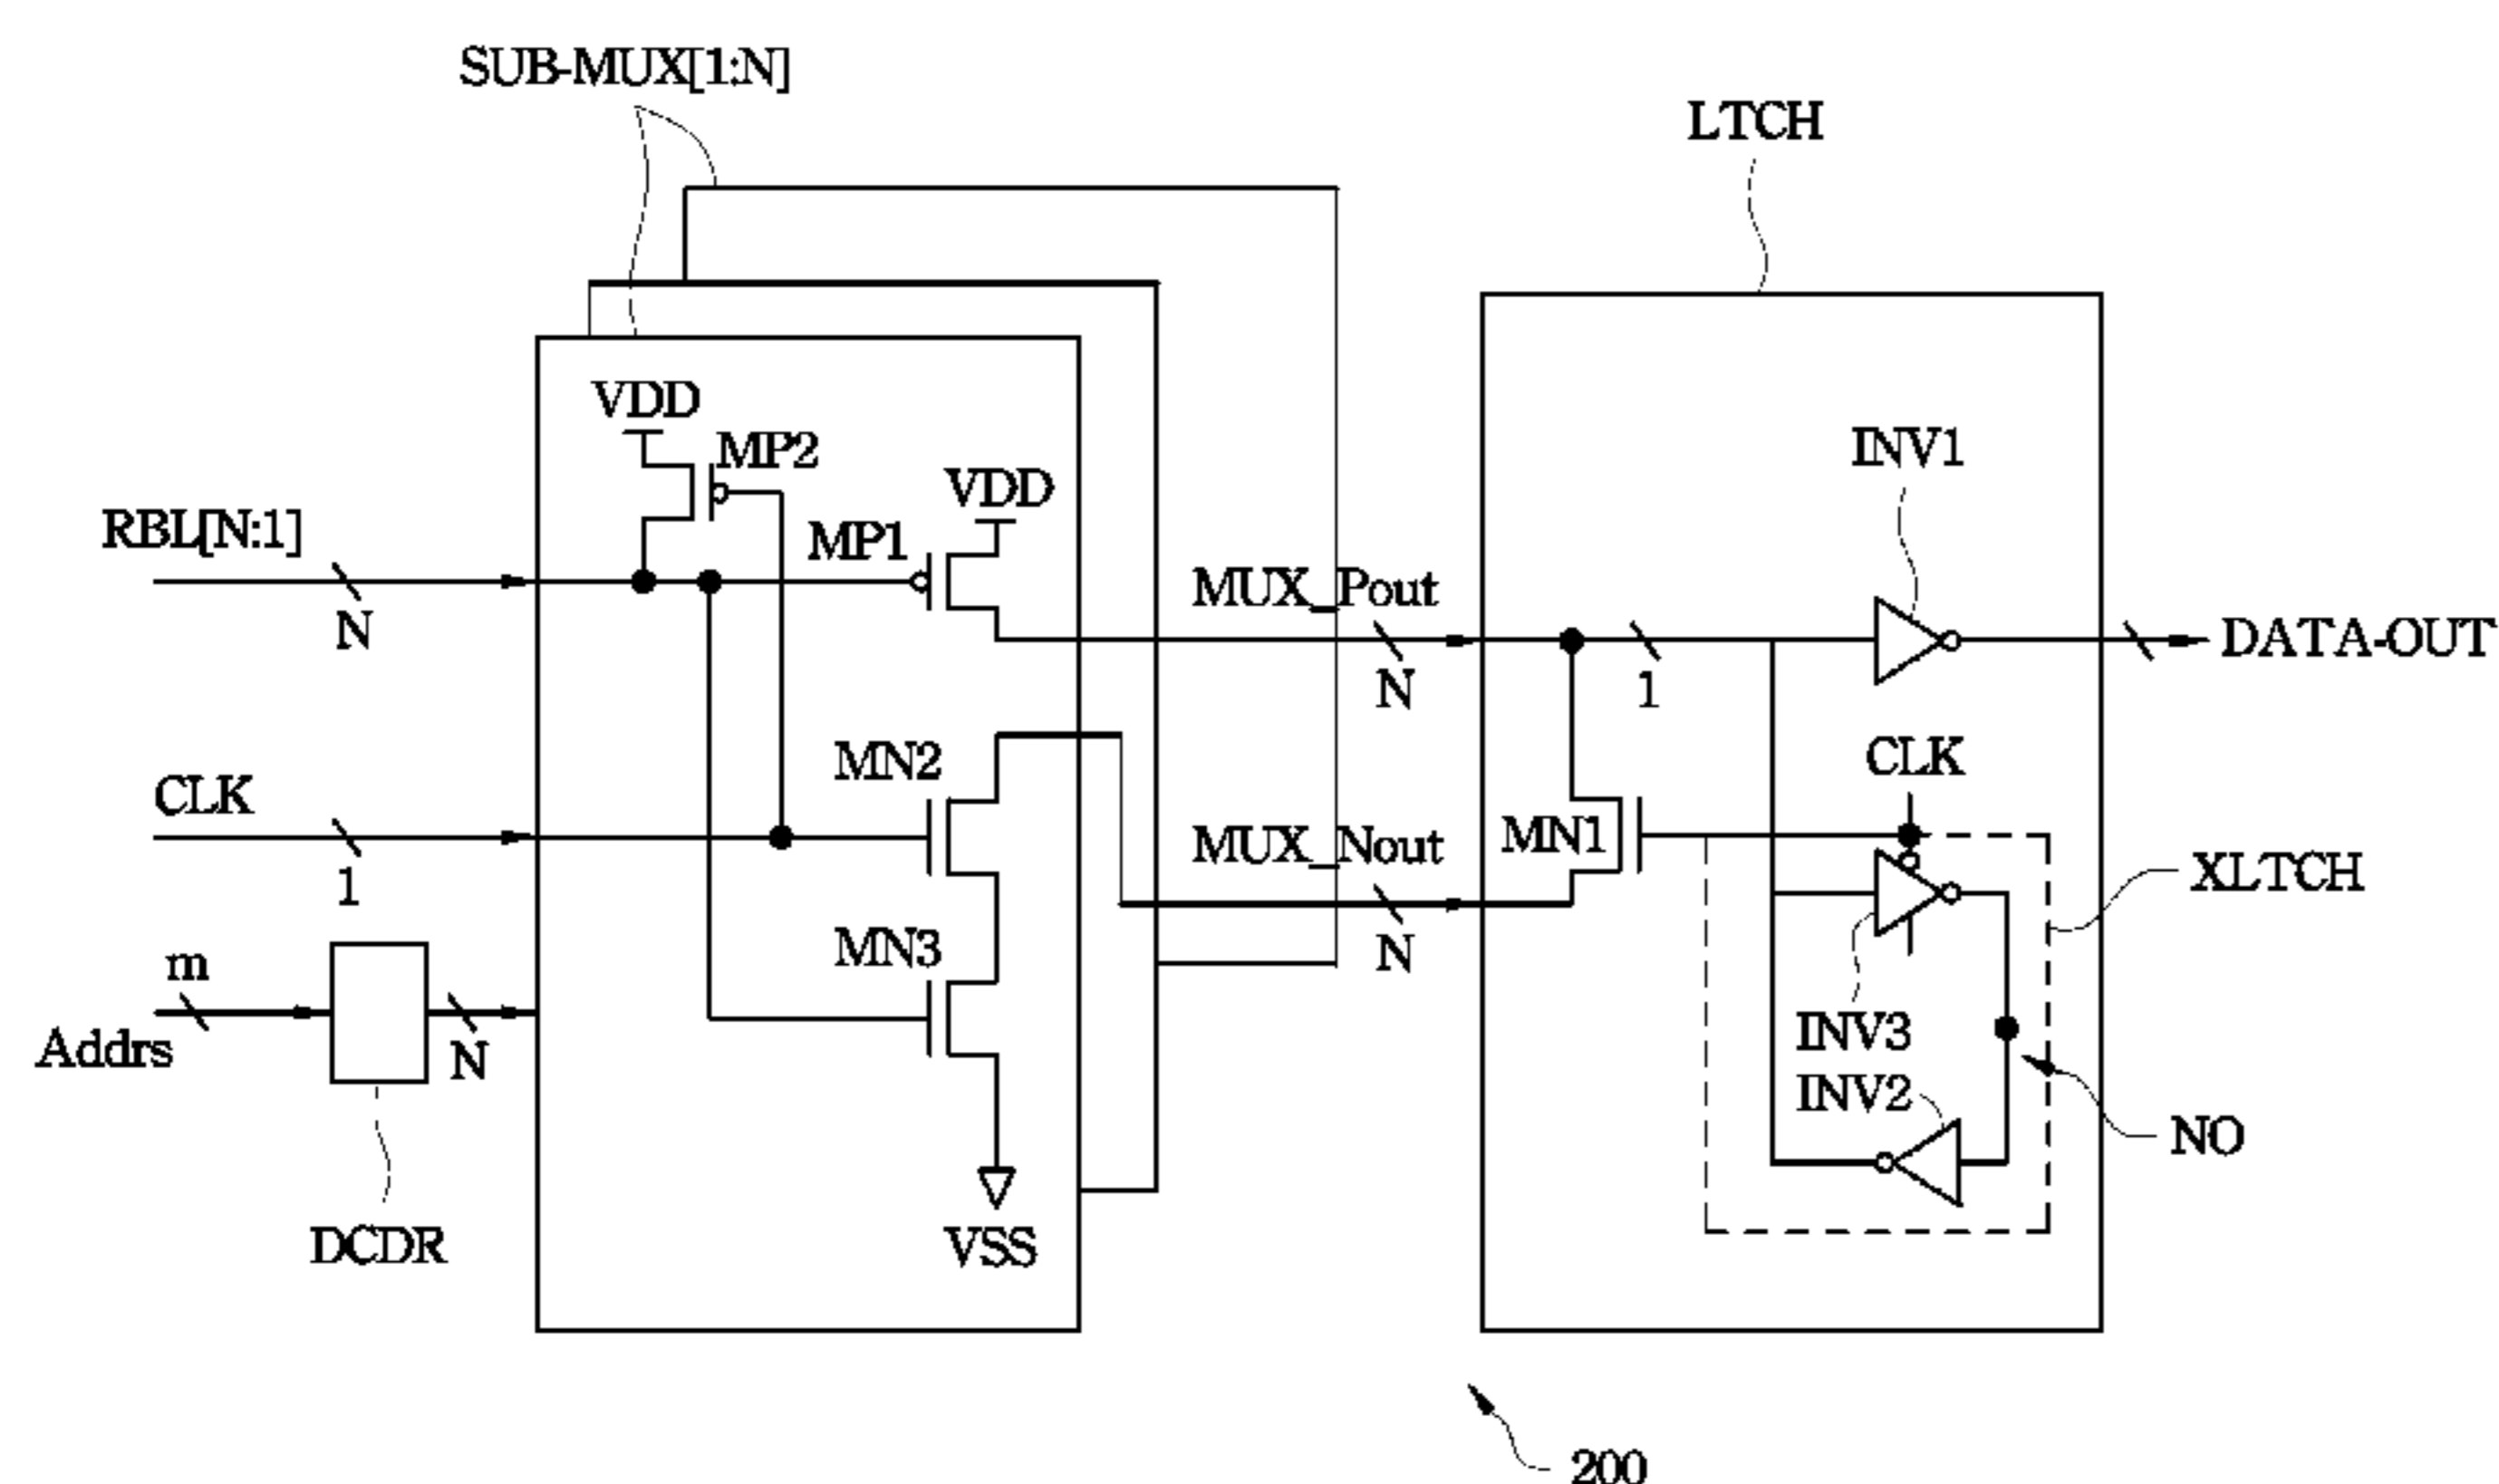 SUB-MUX[1:N]
LTCH
VDD
MP2
VDD
INV1
RBL[N:1]
MP1
N
MUX_Pout
DATA-OUT
N
1
CLK
MN2
CLK
1
MUX_Nout
MN1
XLTCH
m
MN3
N
Addrs
N
INV3
INV2
NO
DCDR
VSS
200